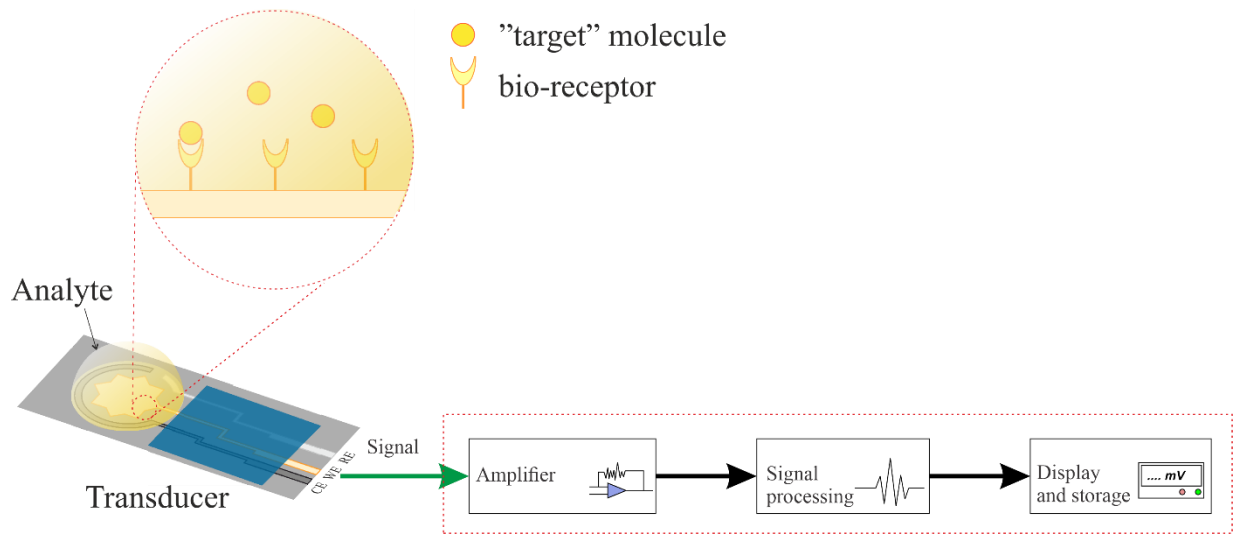 ”target” molecule
bio-receptor
Analyte
Transducer
CE WE RE
Signal
Amplifier
Signal
processing
Display
and storage
.... mV